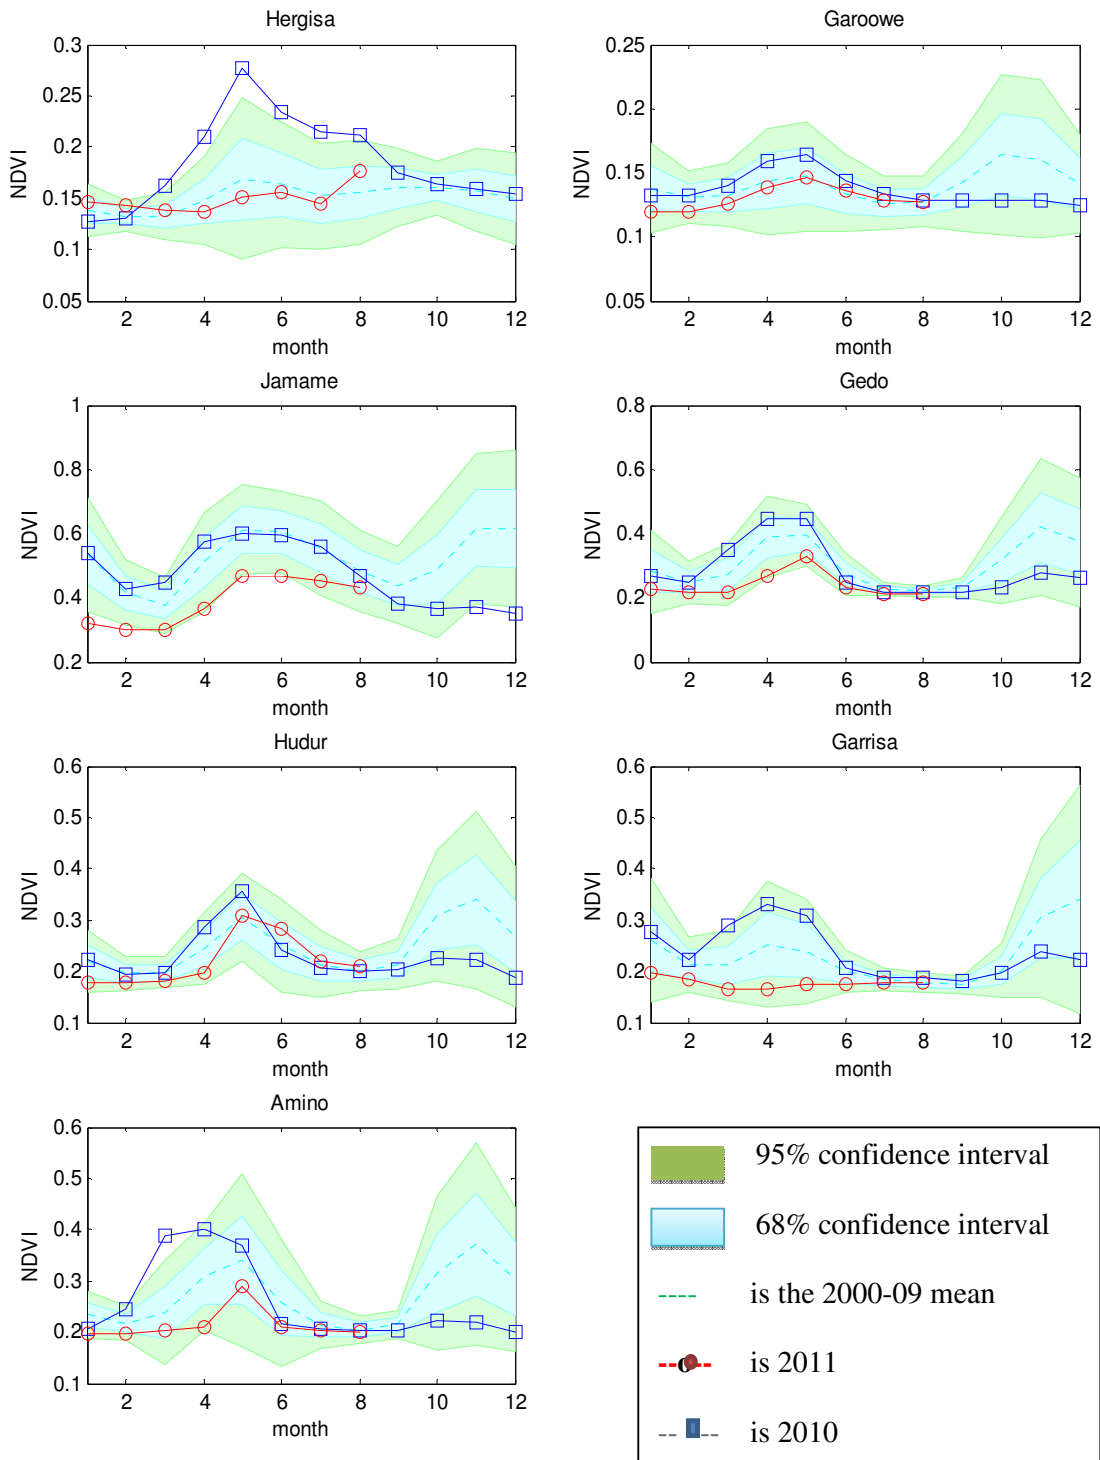 Hergisa
NDVI
0.3
0.25
0.2
0.15
0.1
0.05
2 4 6 8 10 12
month
Garoowe
NDVI
0.25
0.2
0.15
0.1
0.05
2 4 6 8 10 12
month
Jamame
NDVI
1
0.8
0.6
0.4
0.2
2 4 6 8 10 12
month
Gedo
NDVI
0.8
0.6
0.4
0.2
0
2 4 6 8 10 12
month
Hudur
NDVI
0.6
0.5
0.4
0.3
0.2
0.1
2 4 6 8 10 12
month
Garrisa
NDVI
0.6
0.5
0.4
0.3
0.2
0.1
2 4 6 8 10 12
month
Amino
NDVI
0.6
0.5
0.4
0.3
0.2
0.1
2 4 6 8 10 12
month
95% confidence interval
68% confidence interval
is the 2000-09 mean
is 2011
is 2010